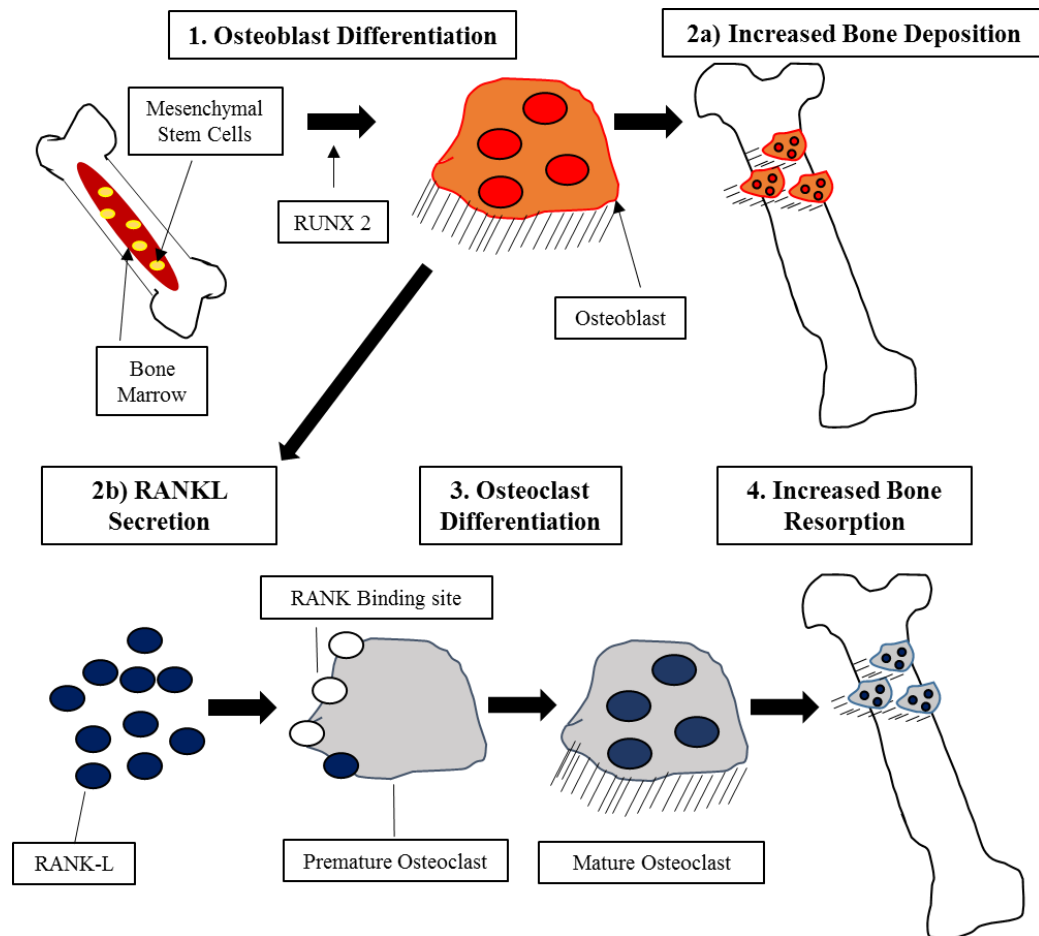 1. Osteoblast Differentiation
2a) Increased Bone Deposition
Mesenchymal
Stem Cells
RUNX 2
Osteoblast
Bone
Marrow
2b) RANKL
Secretion
3. Osteoclast
Differentiation
4. Increased Bone
Resorption
RANK Binding site
RANK-L
Premature Osteoclast
Mature Osteoclast